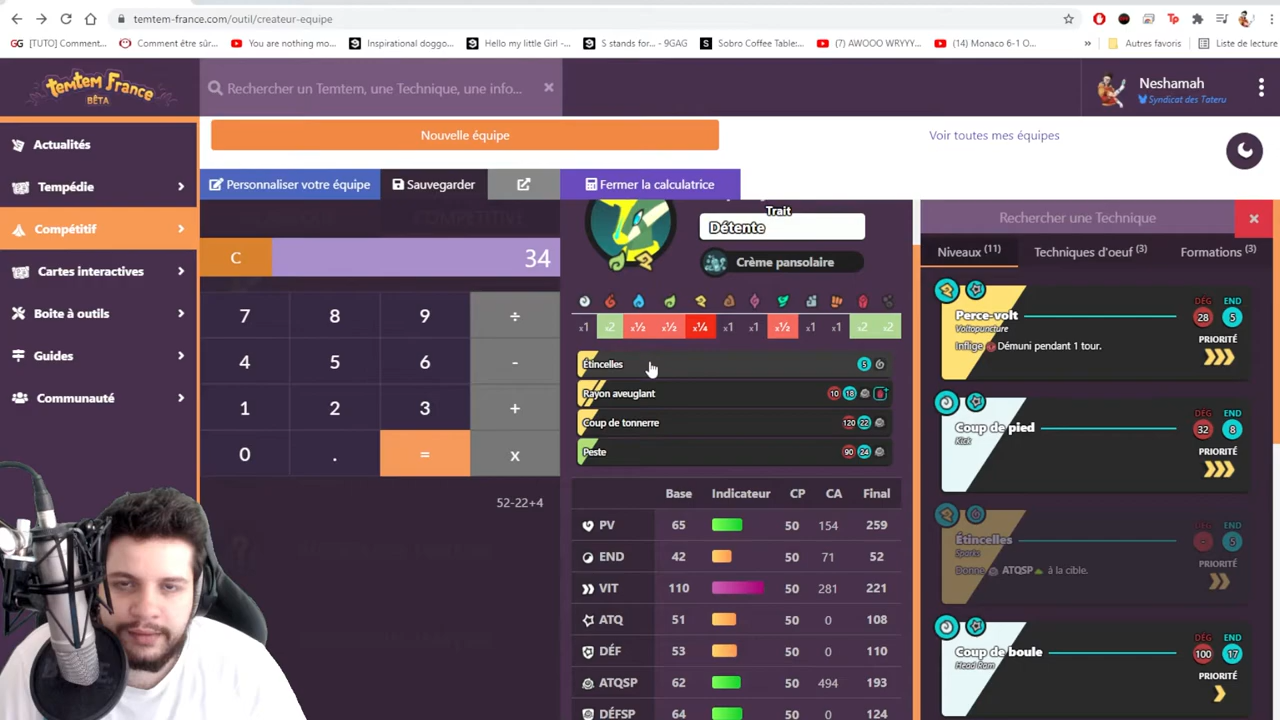 temtem-france.com/outil/createur-equipe
[TUTO] Comment...
Comment être sûr...
You are nothing mo...
Inspirational doggo...
Hello my little Girl -...
S stands for... - 9GAG
Sobro Coffee Table:...
(7) AWOOO WRYYY...
(14) Monaco 6-1 O...
»
Autres favoris
Liste de lecture
Temtem France
BÊTA
Rechercher un Temtem, une Technique, une info...
Neshamah
Syndicat des Tateru
Actualités
Tempédie
Compétitif
Cartes interactives
Boite à outils
Guides
Communauté
Nouvelle équipe
Voir toutes mes équipes
Personnaliser votre équipe
Sauvegarder
Fermer la calculatrice
C
34
7 8 9 ÷
4 5 6 -
1 2 3 +
0 . = x
52-22+4
Trait
Détente
Crème pansolaire
x1 x2 x½ x½ x¼ x1 x1 x½ x1 x1 x2 x2
Étincelles 5
Rayon aveuglant 10 18
Coup de tonnerre 120 22
Peste 90 24
Base Indicateur CP CA Final
PV 65 50 154 259
END 42 50 71 52
VIT 110 50 281 221
ATQ 51 50 0 108
DÉF 53 50 0 110
ATQSP 62 50 494 193
DÉFSP 64 50 0 124
Rechercher une Technique
Niveaux (11)
Techniques d'oeuf (3)
Formations (3)
Perce-volt
Voltopuncture
Inflige Démuni pendant 1 tour.
DÉG END
28 5
PRIORITÉ
Coup de pied
Kick
DÉG END
32 8
PRIORITÉ
Étincelles
Sparks
Donne ATQSP à la cible.
DÉG END
- 5
PRIORITÉ
Coup de boule
Head Ram
DÉG END
100 17
PRIORITÉ